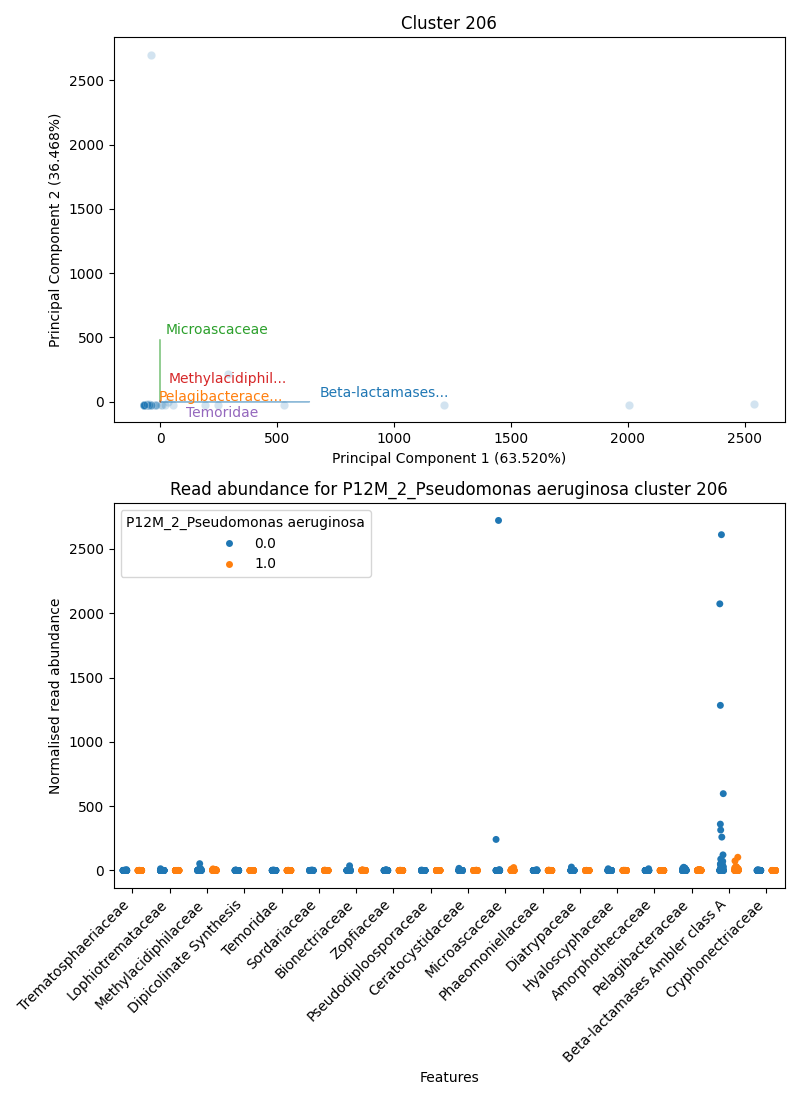 Cluster 206
Principal Component 2 (36.468%)
2500
2000
1500
1000
500
0
Microascaceae
Methylacidiphil...
Beta-lactamases...
Pelagibacterace...
Temoridae
0
500
1000
1500
2000
2500
Principal Component 1 (63.520%)
Read abundance for P12M_2_Pseudomonas aeruginosa cluster 206
Normalised read abundance
P12M_2_Pseudomonas aeruginosa
0.0
1.0
2500
2000
1500
1000
500
0
Trematosphaeriaceae
Lophiotremataceae
Methylacidiphilaceae
Dipicolinate Synthesis
Temoridae
Sordariaceae
Bionectriaceae
Zopfiaceae
Pseudodiploosporaceae
Ceratocystidaceae
Microascaceae
Phaeomoniellaceae
Diatrypaceae
Hyaloscyphaceae
Amorphothecaceae
Pelagibacteraceae
Beta-lactamases Ambler class A
Cryphonectriaceae
Features